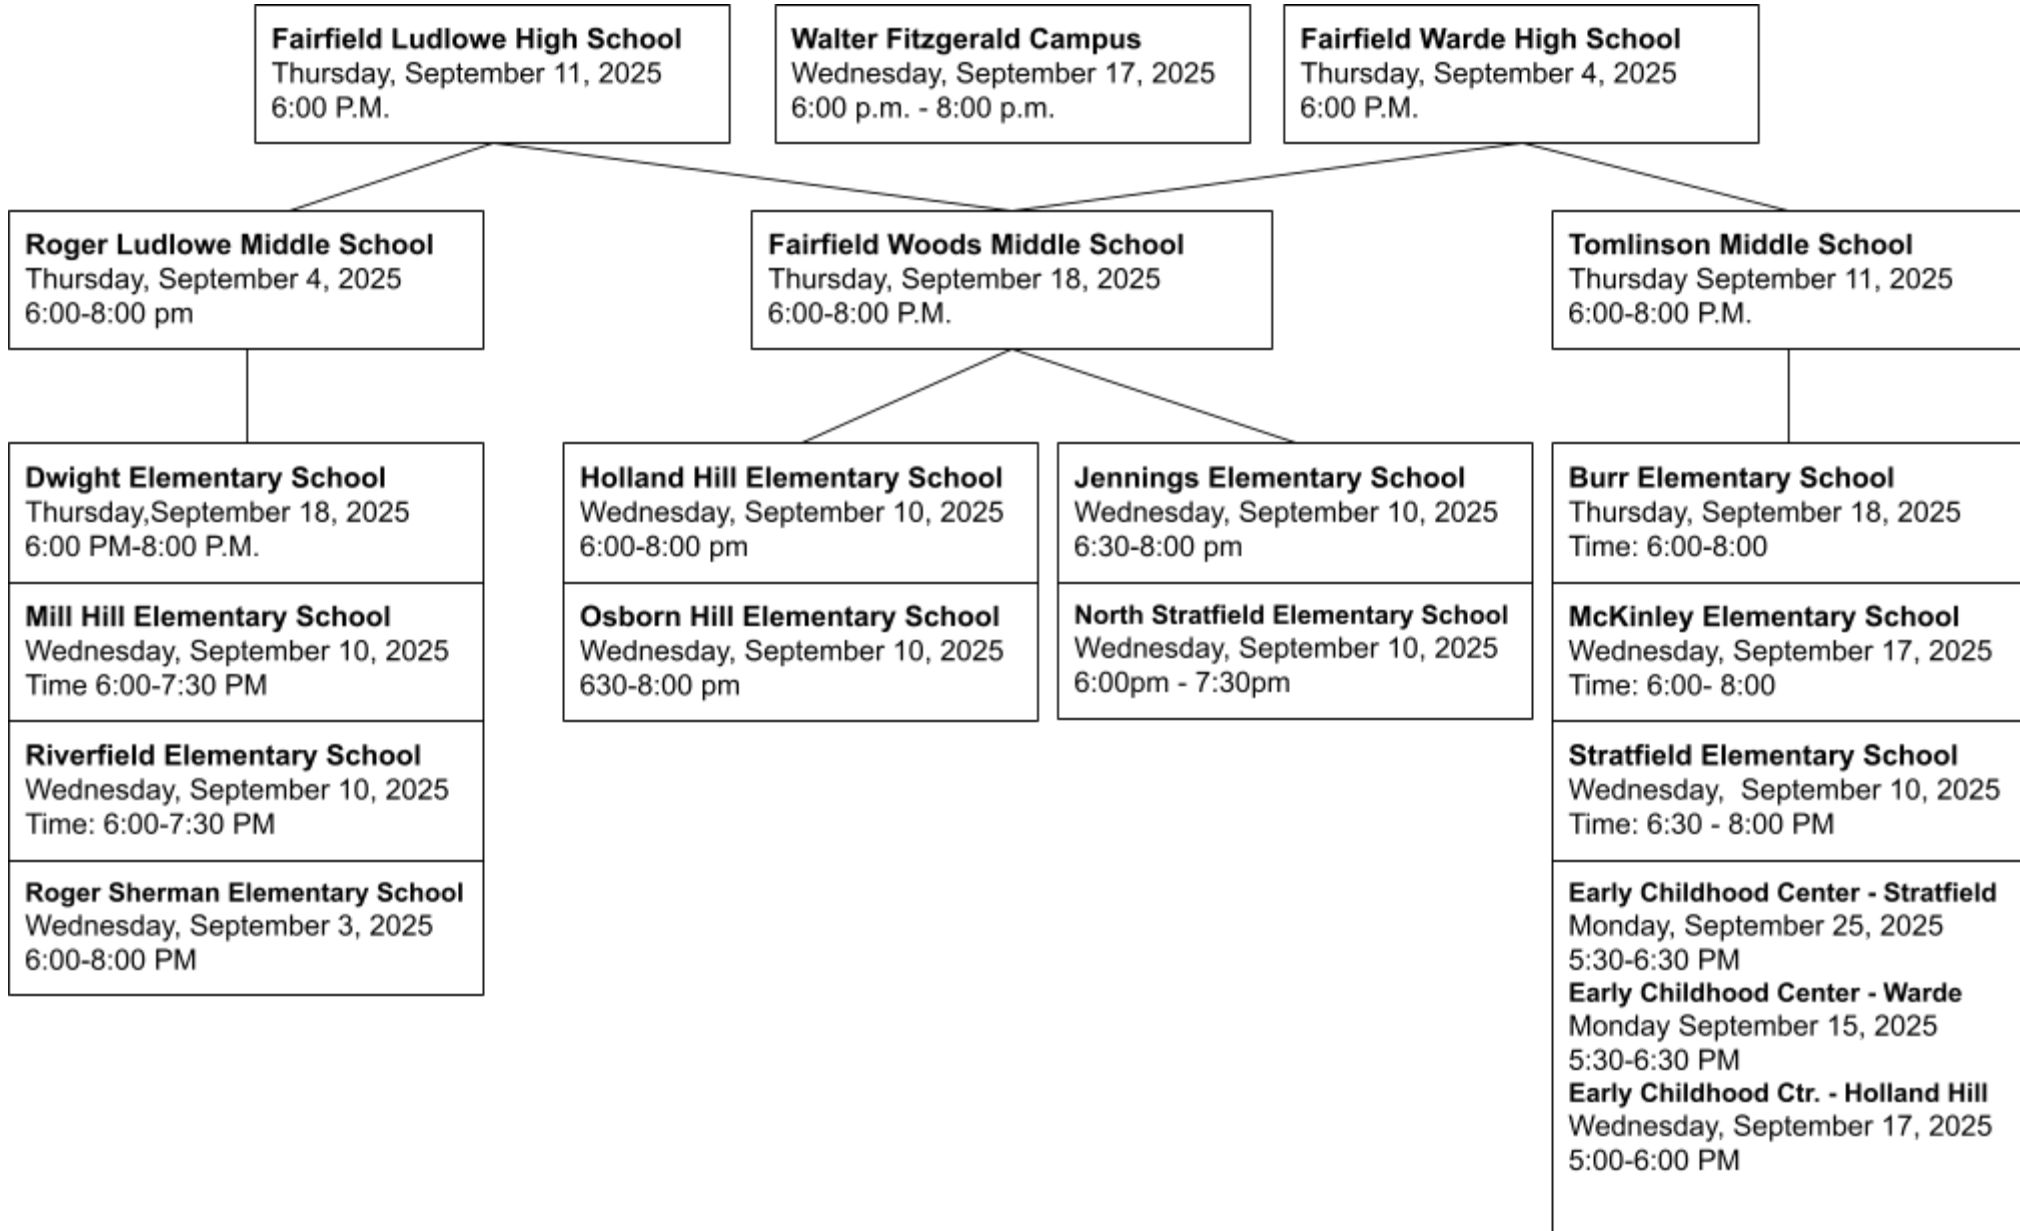 Fairfield Ludlowe High School
Thursday, September 11, 2025
6:00 P.M.
Walter Fitzgerald Campus
Wednesday, September 17, 2025
6:00 p.m. - 8:00 p.m.
Fairfield Warde High School
Thursday, September 4, 2025
6:00 P.M.
Roger Ludlowe Middle School
Thursday, September 4, 2025
6:00-8:00 pm
Fairfield Woods Middle School
Thursday, September 18, 2025
6:00-8:00 P.M.
Tomlinson Middle School
Thursday September 11, 2025
6:00-8:00 P.M.
Dwight Elementary School
Thursday,September 18, 2025
6:00 PM-8:00 P.M.
Mill Hill Elementary School
Wednesday, September 10, 2025
Time 6:00-7:30 PM
Riverfield Elementary School
Wednesday, September 10, 2025
Time: 6:00-7:30 PM
Roger Sherman Elementary School
Wednesday, September 3, 2025
6:00-8:00 PM
Holland Hill Elementary School
Wednesday, September 10, 2025
6:00-8:00 pm
Osborn Hill Elementary School
Wednesday, September 10, 2025
630-8:00 pm
Jennings Elementary School
Wednesday, September 10, 2025
6:30-8:00 pm
North Stratfield Elementary School
Wednesday, September 10, 2025
6:00pm - 7:30pm
Burr Elementary School
Thursday, September 18, 2025
Time: 6:00-8:00
McKinley Elementary School
Wednesday, September 17, 2025
Time: 6:00- 8:00
Stratfield Elementary School
Wednesday,  September 10, 2025
Time: 6:30 - 8:00 PM
Early Childhood Center - Stratfield
Monday, September 25, 2025
5:30-6:30 PM
Early Childhood Center - Warde
Monday September 15, 2025
5:30-6:30 PM
Early Childhood Ctr. - Holland Hill
Wednesday, September 17, 2025
5:00-6:00 PM